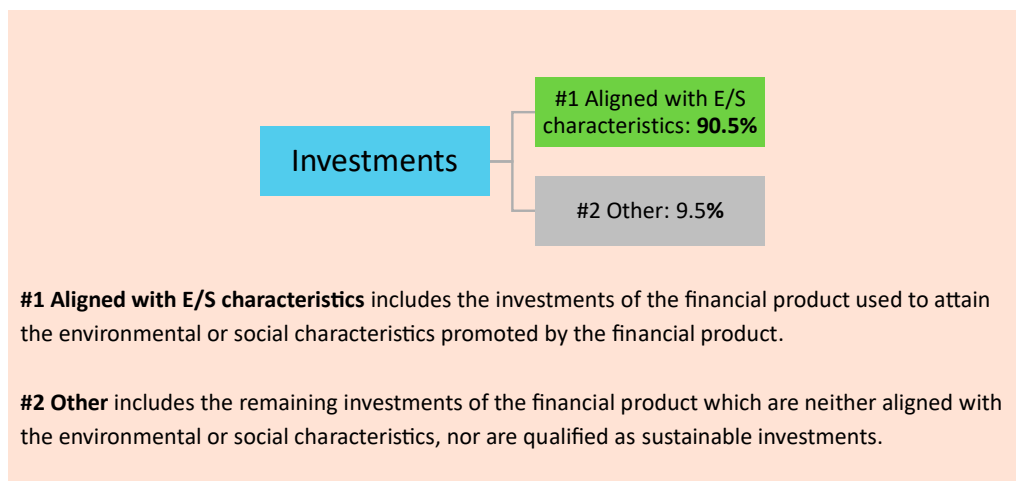 #1 Aligned with E/S
characteristics: 90.5%
Investments
#2 Other: 9.5%
#1 Aligned with E/S characteristics includes the investments of the financial product used to attain
the environmental or social characteristics promoted by the financial product.
#2 Other includes the remaining investments of the financial product which are neither aligned with
the environmental or social characteristics, nor are qualified as sustainable investments.